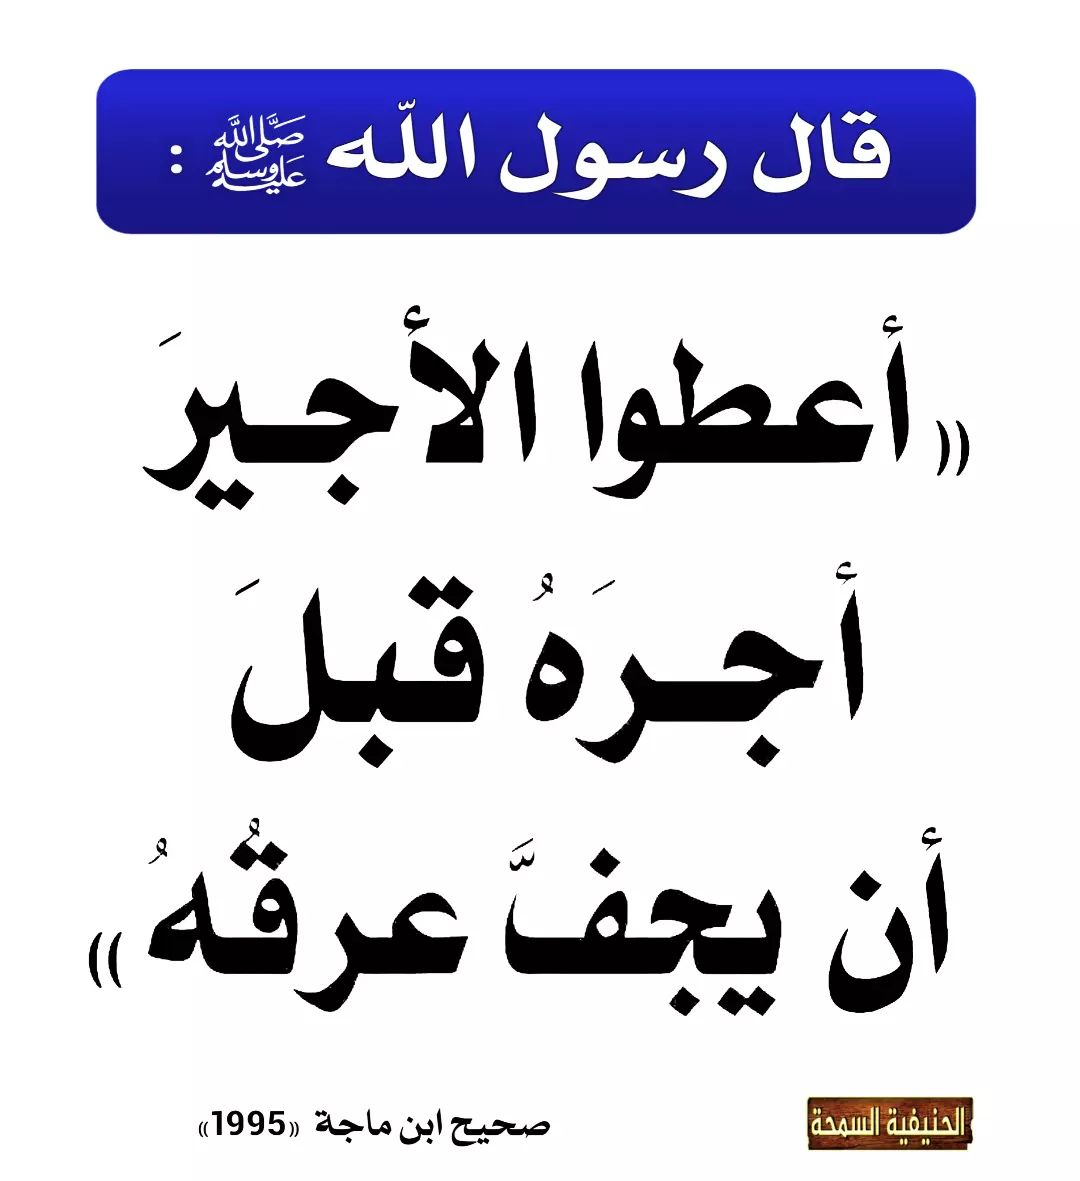 قال رسول الله ﷺ :
(( أعطوا الأجيرَ
أجرَهُ قبلَ
أن يجفَّ عرقُهُ ))
صحيح ابن ماجة ((1995))
الحنيفية السمحة